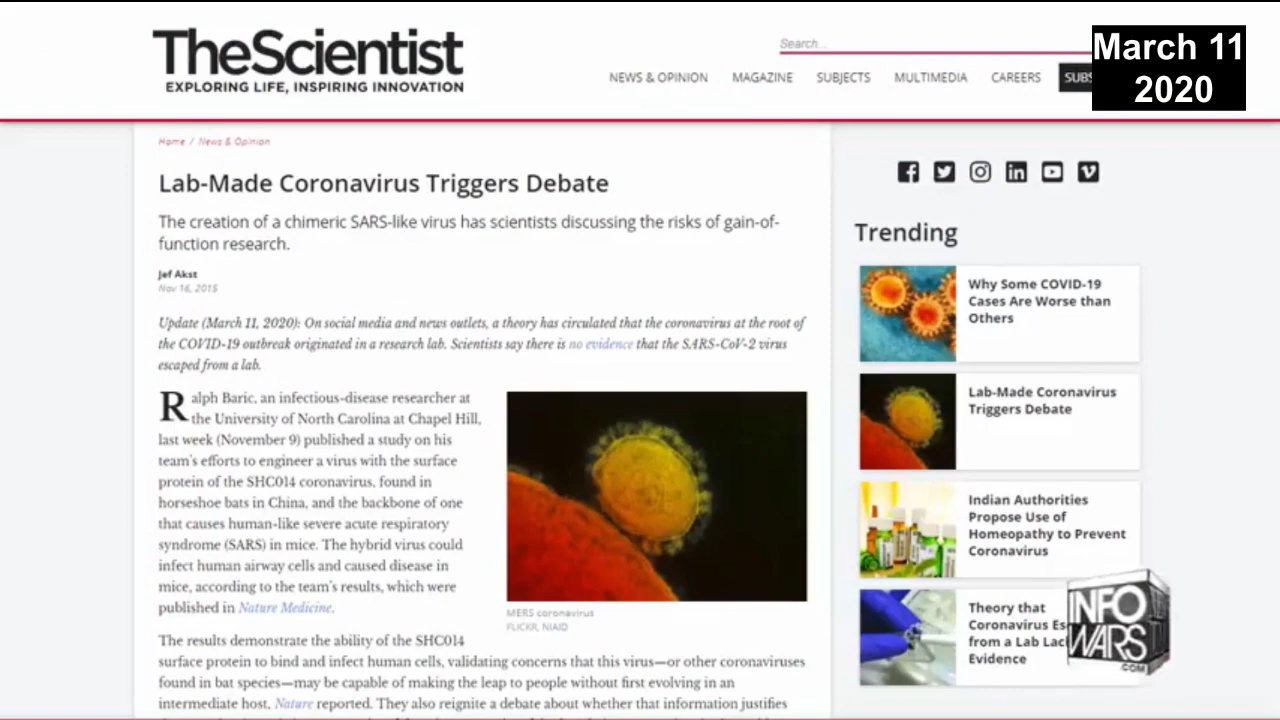 TheScientist
EXPLORING LIFE, INSPIRING INNOVATION
Search...
NEWS & OPINION MAGAZINE SUBJECTS MULTIMEDIA CAREERS SUBS
March 11
2020
Home / News & Opinion
Lab-Made Coronavirus Triggers Debate
The creation of a chimeric SARS-like virus has scientists discussing the risks of gain-of-
function research.
Jef Akst
Nov 16, 2015
Update (March 11, 2020): On social media and news outlets, a theory has circulated that the coronavirus at the root of
the COVID-19 outbreak originated in a research lab. Scientists say there is no evidence that the SARS-CoV-2 virus
escaped from a lab.
Ralph Baric, an infectious-disease researcher at
the University of North Carolina at Chapel Hill,
last week (November 9) published a study on his
team's efforts to engineer a virus with the surface
protein of the SHC014 coronavirus, found in
horseshoe bats in China, and the backbone of one
that causes human-like severe acute respiratory
syndrome (SARS) in mice. The hybrid virus could
infect human airway cells and caused disease in
mice, according to the team's results, which were
published in Nature Medicine.
MERS coronavirus
FLICKR, NIAID
The results demonstrate the ability of the SHC014
surface protein to bind and infect human cells, validating concerns that this virus—or other coronaviruses
found in bat species—may be capable of making the leap to people without first evolving in an
intermediate host, Nature reported. They also reignite a debate about whether that information justifies
Trending
Why Some COVID-19
Cases Are Worse than
Others
Lab-Made Coronavirus
Triggers Debate
Indian Authorities
Propose Use of
Homeopathy to Prevent
Coronavirus
Theory that
Coronavirus Es
from a Lab Lac
Evidence
INFO
WARS
.COM